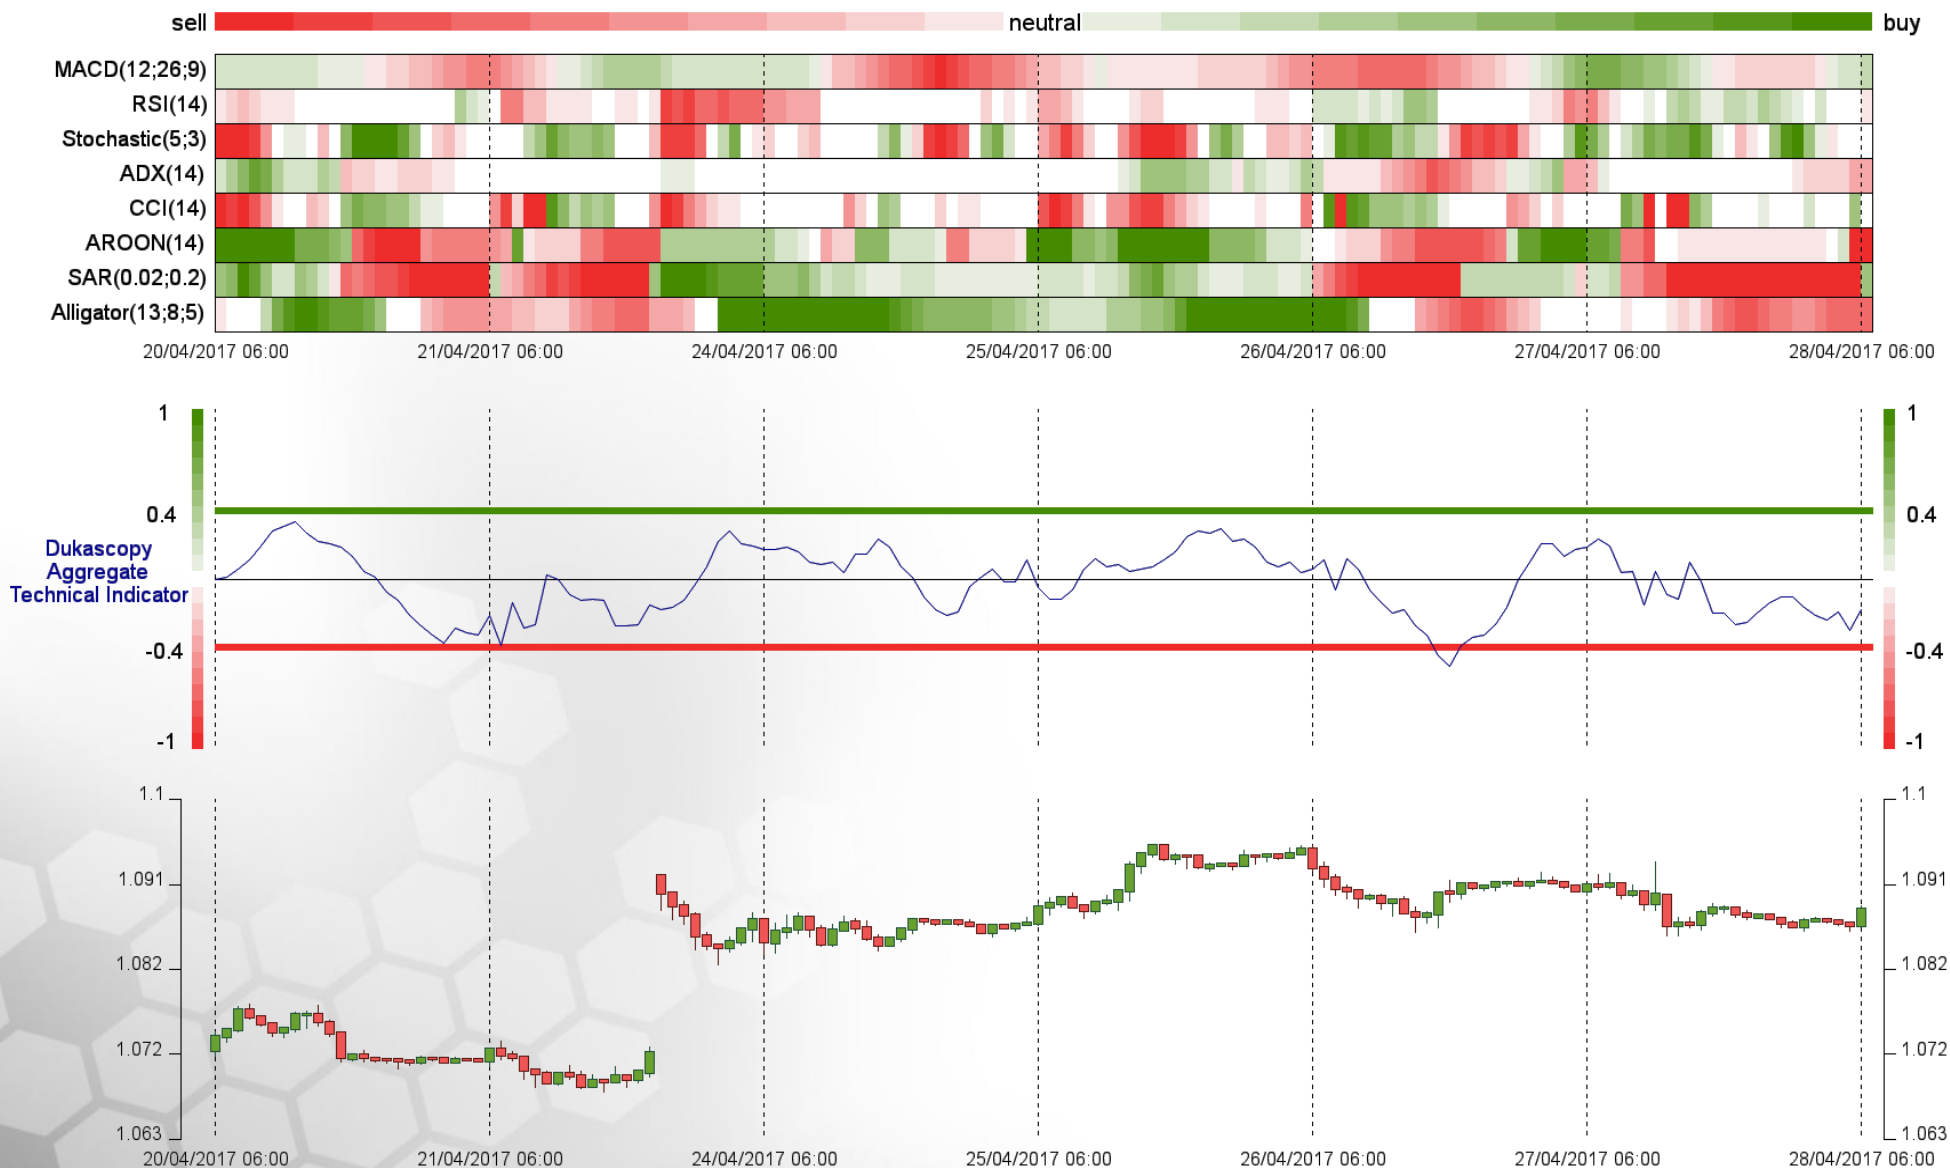 sell neutral buy
MACD(12;26;9)
RSI(14)
Stochastic(5;3)
ADX(14)
CCI(14)
AROON(14)
SAR(0.02;0.2)
Alligator(13;8;5)
20/04/2017 06:00 21/04/2017 06:00 24/04/2017 06:00 25/04/2017 06:00 26/04/2017 06:00 27/04/2017 06:00 28/04/2017 06:00
1 1
0.4 0.4
Dukascopy
Aggregate
Technical Indicator
-0.4 -0.4
-1 -1
1.1 1.1
1.091 1.091
1.082 1.082
1.072 1.072
1.063 1.063
20/04/2017 06:00 21/04/2017 06:00 24/04/2017 06:00 25/04/2017 06:00 26/04/2017 06:00 27/04/2017 06:00 28/04/2017 06:00